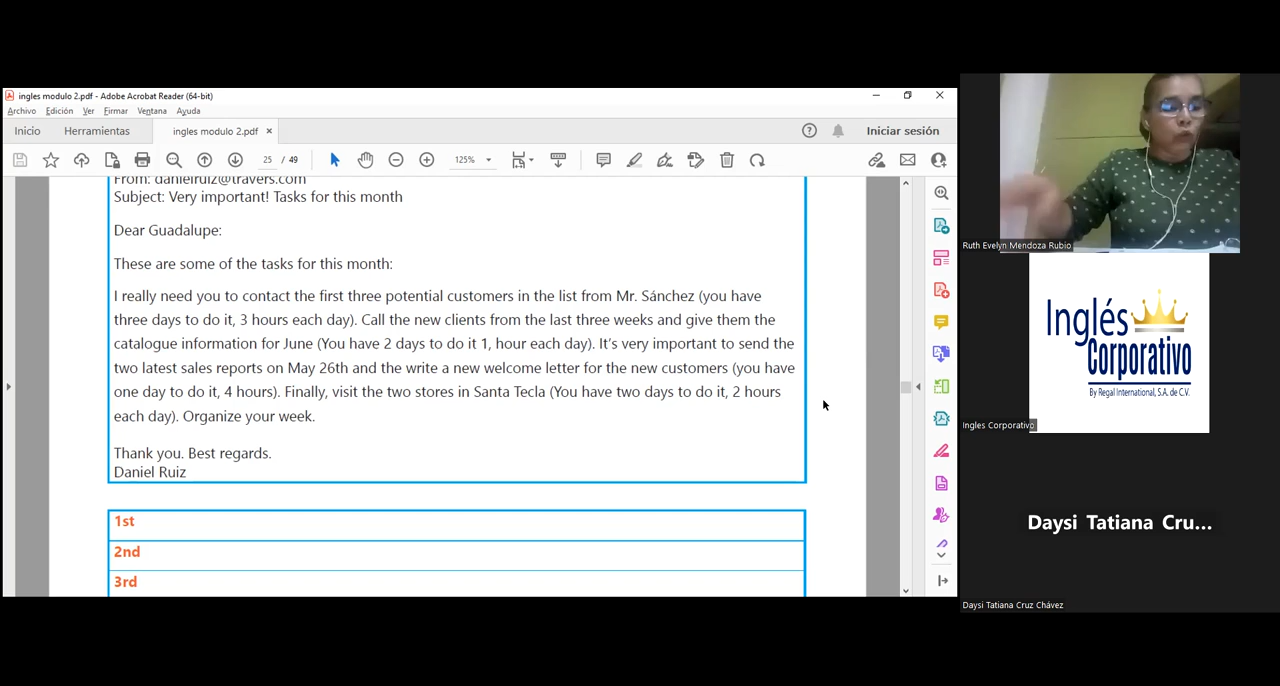 ingles modulo 2.pdf - Adobe Acrobat Reader (64-bit)
Archivo Edición Ver Firmar Ventana Ayuda
Inicio Herramientas ingles modulo 2.pdf Iniciar sesión
25 / 49 125%
From: danielruiz@travers.com
Subject: Very important! Tasks for this month
Dear Guadalupe:
These are some of the tasks for this month:
I really need you to contact the first three potential customers in the list from Mr. Sánchez (you have
three days to do it, 3 hours each day). Call the new clients from the last three weeks and give them the
catalogue information for June (You have 2 days to do it 1, hour each day). It's very important to send the
two latest sales reports on May 26th and the write a new welcome letter for the new customers (you have
one day to do it, 4 hours). Finally, visit the two stores in Santa Tecla (You have two days to do it, 2 hours
each day). Organize your week.
Thank you. Best regards.
Daniel Ruiz
1st
2nd
3rd
Ruth Evelyn Mendoza Rubio
Inglés
Corporativo
By Regal International, S.A. de C.V.
Ingles Corporativo
Daysi Tatiana Cru...
Daysi Tatiana Cruz Chávez